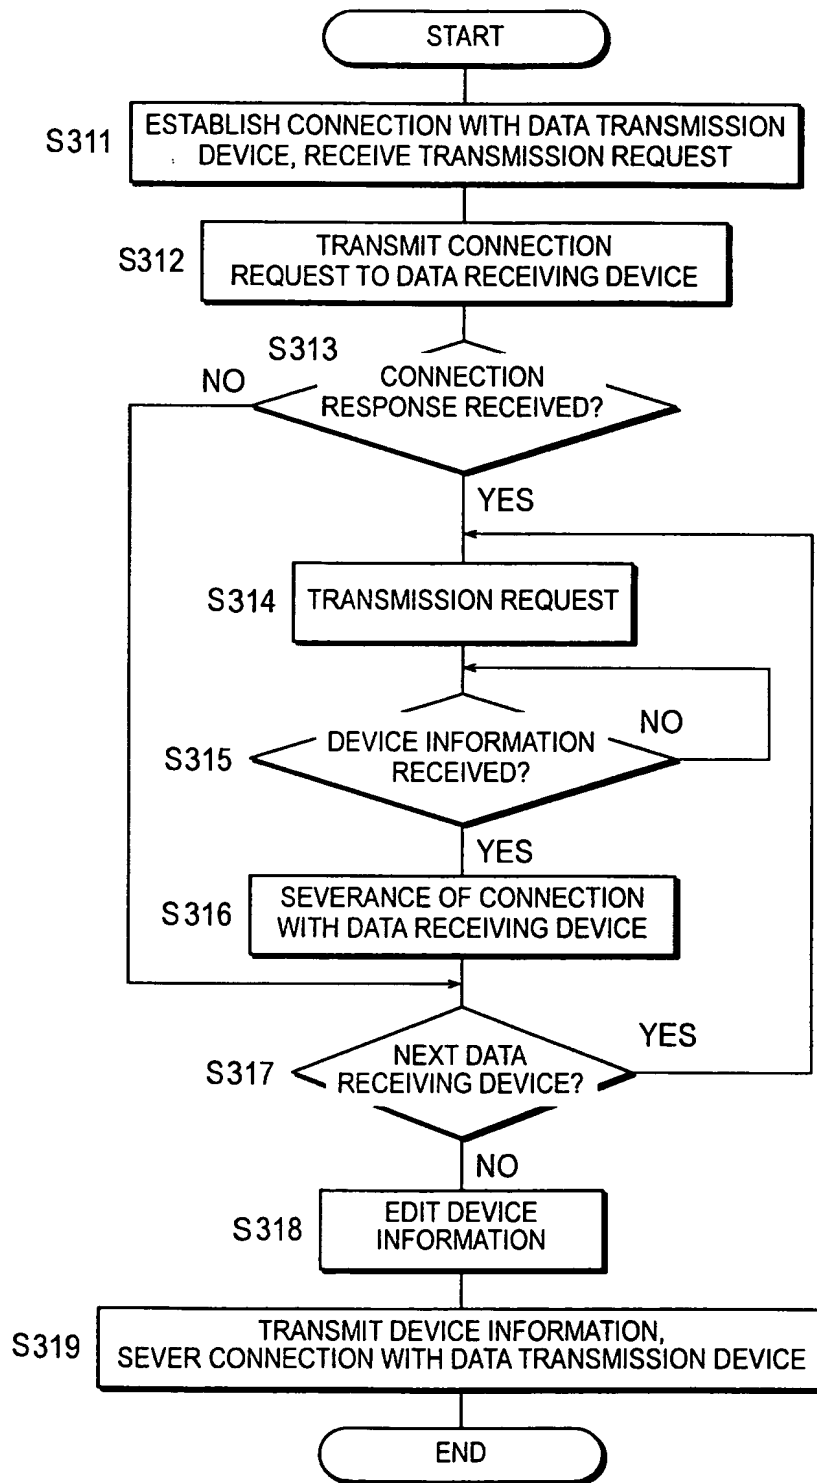 START
S311
ESTABLISH CONNECTION WITH DATA TRANSMISSION
DEVICE, RECEIVE TRANSMISSION REQUEST
S312
TRANSMIT CONNECTION
REQUEST TO DATA RECEIVING DEVICE
S313
NO
CONNECTION
RESPONSE RECEIVED?
YES
S314
TRANSMISSION REQUEST
S315
DEVICE INFORMATION
RECEIVED?
NO
YES
S316
SEVERANCE OF CONNECTION
WITH DATA RECEIVING DEVICE
S317
NEXT DATA
RECEIVING DEVICE?
YES
NO
S318
EDIT DEVICE
INFORMATION
S319
TRANSMIT DEVICE INFORMATION,
SEVER CONNECTION WITH DATA TRANSMISSION DEVICE
END